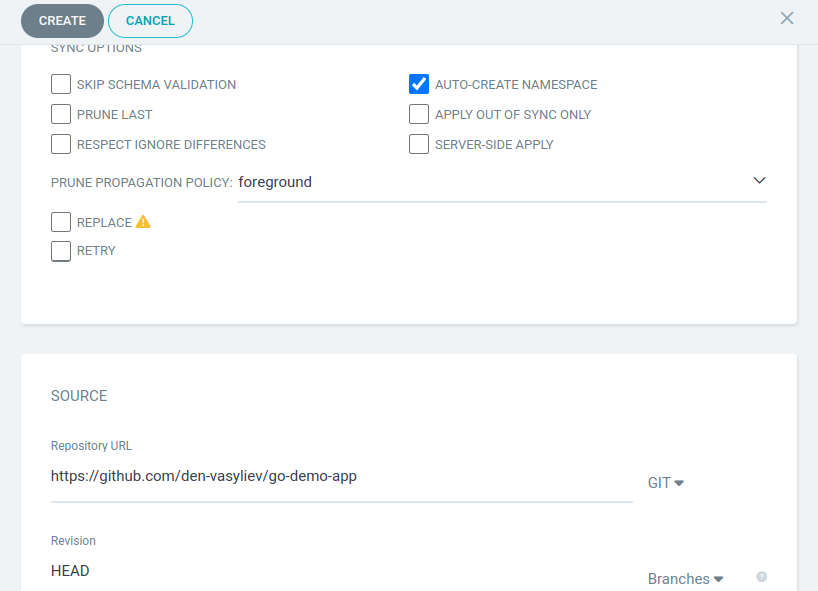 CREATE CANCEL
SYNC OPTIONS
SKIP SCHEMA VALIDATION AUTO-CREATE NAMESPACE
PRUNE LAST APPLY OUT OF SYNC ONLY
RESPECT IGNORE DIFFERENCES SERVER-SIDE APPLY
PRUNE PROPAGATION POLICY: foreground
REPLACE
RETRY
SOURCE
Repository URL
https://github.com/den-vasyliev/go-demo-app GIT
Revision
HEAD Branches ?